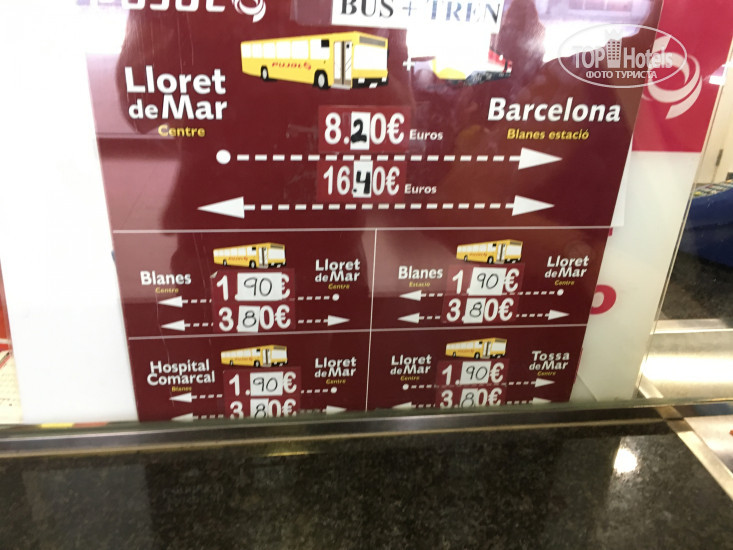 BUS + TREN
TOP Hotels
ФОТО ТУРИСТА
PUJOLS
Lloret
de Mar
Centre
Barcelona
Blanes estació
8.20€ Euros
16.40€ Euros
Blanes
Centre
1.90€
3.80€
Lloret
de Mar
Centre
Blanes
Estació
1.90€
3.80€
Lloret
de Mar
Centre
Hospital
Comarcal
Blanes
1.90€
3.80€
Lloret
de Mar
Centre
Lloret
de Mar
Centre
1.90€
3.80€
Tossa
de Mar
Centre